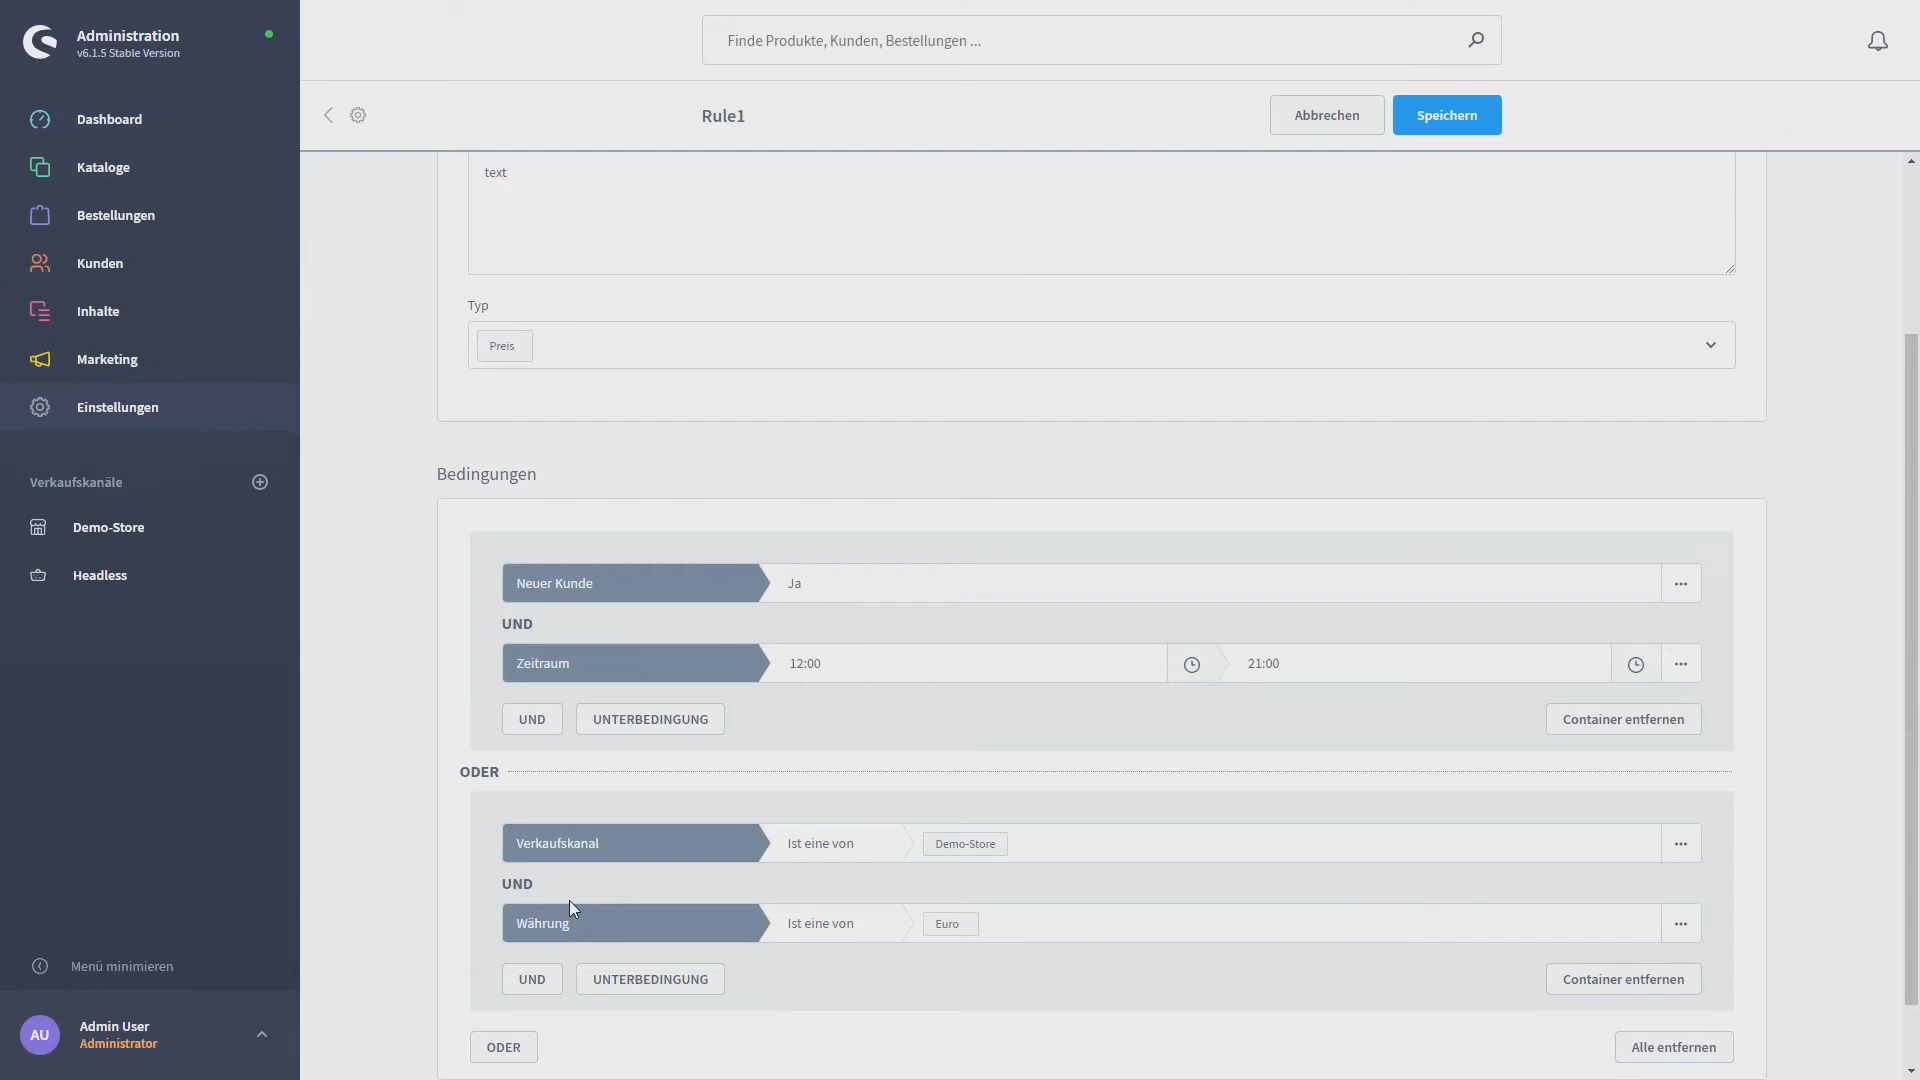 Administration
v6.1.5 Stable Version
Finde Produkte, Kunden, Bestellungen ...
Rule1
Abbrechen
Speichern
Dashboard
Kataloge
Bestellungen
Kunden
Inhalte
Marketing
Einstellungen
Verkaufskanäle
Demo-Store
Headless
Menü minimieren
AU
Admin User
Administrator
text
Typ
Preis
Bedingungen
Neuer Kunde Ja ...
UND
Zeitraum 12:00 21:00 ...
UND UNTERBEDINGUNG Container entfernen
ODER
Verkaufskanal Ist eine von Demo-Store ...
UND
Währung Ist eine von Euro ...
UND UNTERBEDINGUNG Container entfernen
ODER Alle entfernen